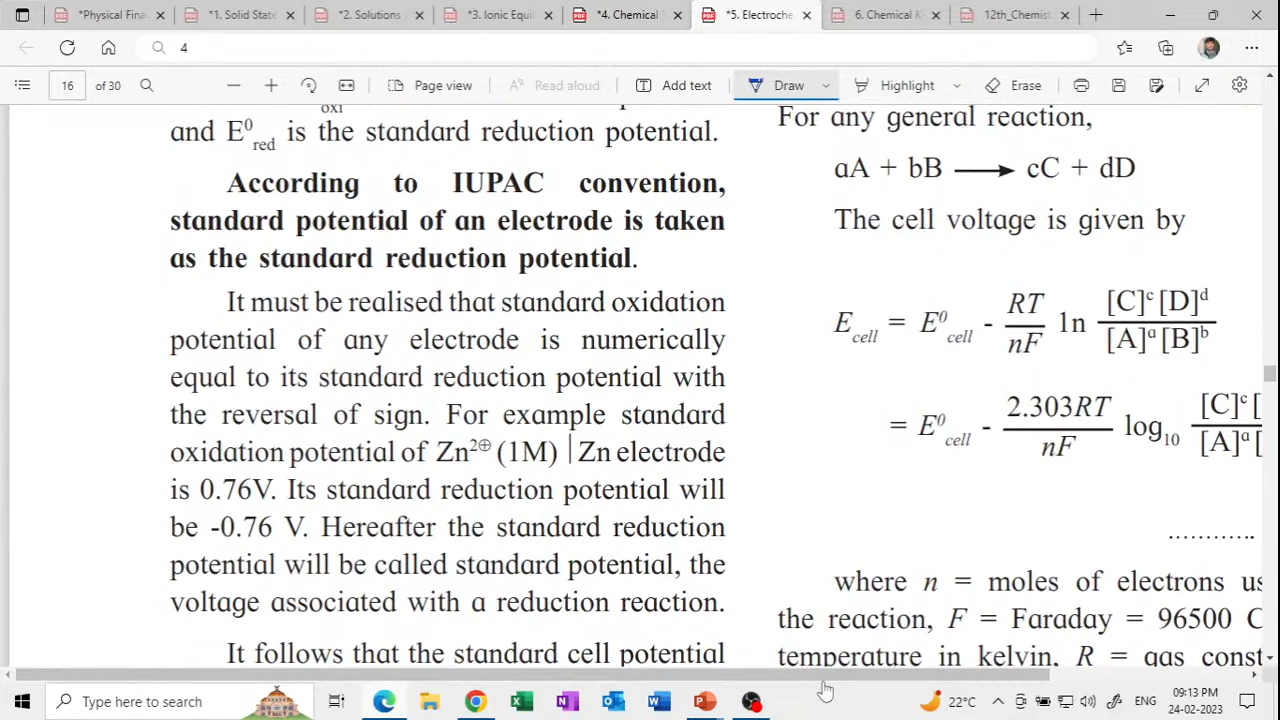 *Physical Fina
*1. Solid State
*2. Solutions
*3. Ionic Equil
*4. Chemical
*5. Electroche
6. Chemical K
12th_Chemist
4
16 of 30
Page view
Read aloud
Add text
Draw
Highlight
Erase
oxi
and E⁰red is the standard reduction potential.
According to IUPAC convention,
standard potential of an electrode is taken
as the standard reduction potential.
It must be realised that standard oxidation
potential of any electrode is numerically
equal to its standard reduction potential with
the reversal of sign. For example standard
oxidation potential of Zn²⊕ (1M) | Zn electrode
is 0.76V. Its standard reduction potential will
be -0.76 V. Hereafter the standard reduction
potential will be called standard potential, the
voltage associated with a reduction reaction.
It follows that the standard cell potential
For any general reaction,
aA + bB ⟶ cC + dD
The cell voltage is given by
Ecell = E⁰cell - RT/nF ln [C]ᶜ [D]ᵈ / [A]ᵃ [B]ᵇ
= E⁰cell - 2.303RT/nF log₁₀ [C]ᶜ [ / [A]ᵃ [
............
where n = moles of electrons us
the reaction, F = Faraday = 96500 C
temperature in kelvin, R = gas const
Type here to search
22°C
ENG
09:13 PM
24-02-2023